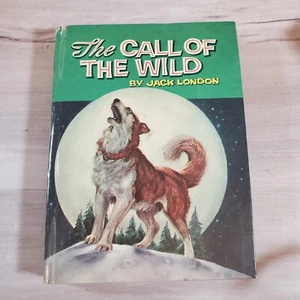 The CALL OF
THE WILD
BY JACK LONDON